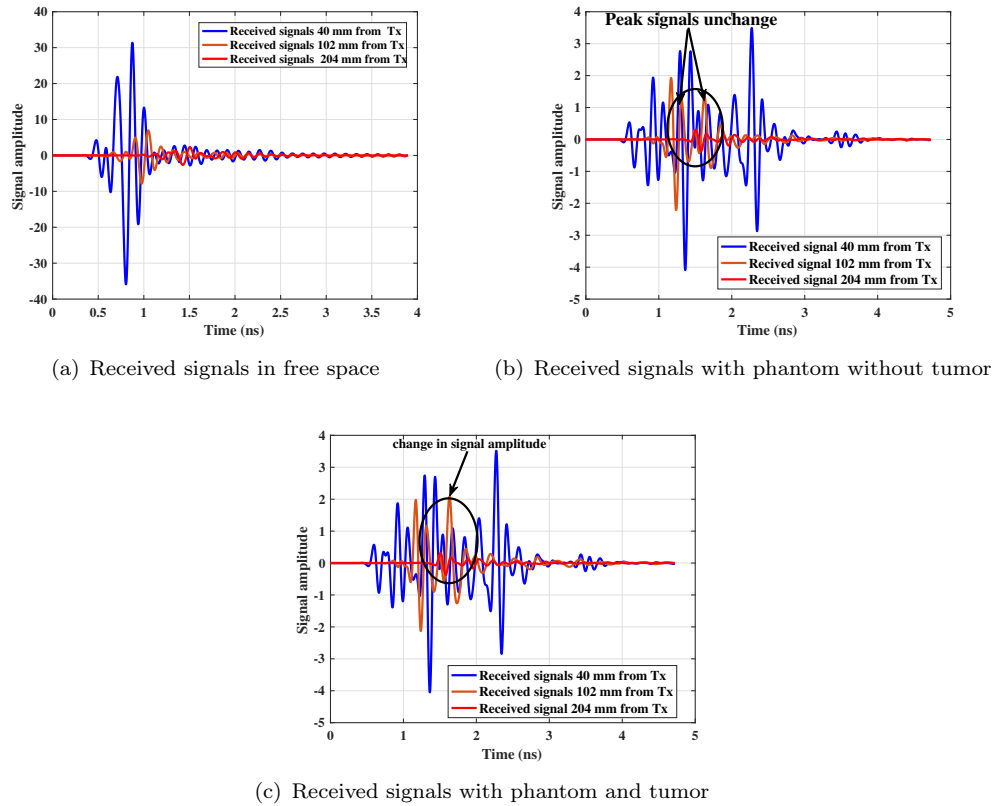 40
30
20
10
0
-10
-20
-30
-40
Signal amplitude
0
0.5
1
1.5
2
2.5
3
3.5
4
Time (ns)
Received signals 40 mm from Tx
Received signals 102 mm from Tx
Received signals 204 mm from Tx
(a) Received signals in free space
Peak signals unchange
4
3
2
1
0
-1
-2
-3
-4
-5
Signal amplitude
0
1
2
3
4
5
Time (ns)
Received signal 40 mm from Tx
Recived signal 102 mm from Tx
Received signal 204 mm from Tx
(b) Received signals with phantom without tumor
change in signal amplitude
4
3
2
1
0
-1
-2
-3
-4
-5
Signal amplitude
0
1
2
3
4
5
Time (ns)
Received signals 40 mm from Tx
Received signals 102 mm from Tx
Received signal 204 mm from Tx
(c) Received signals with phantom and tumor